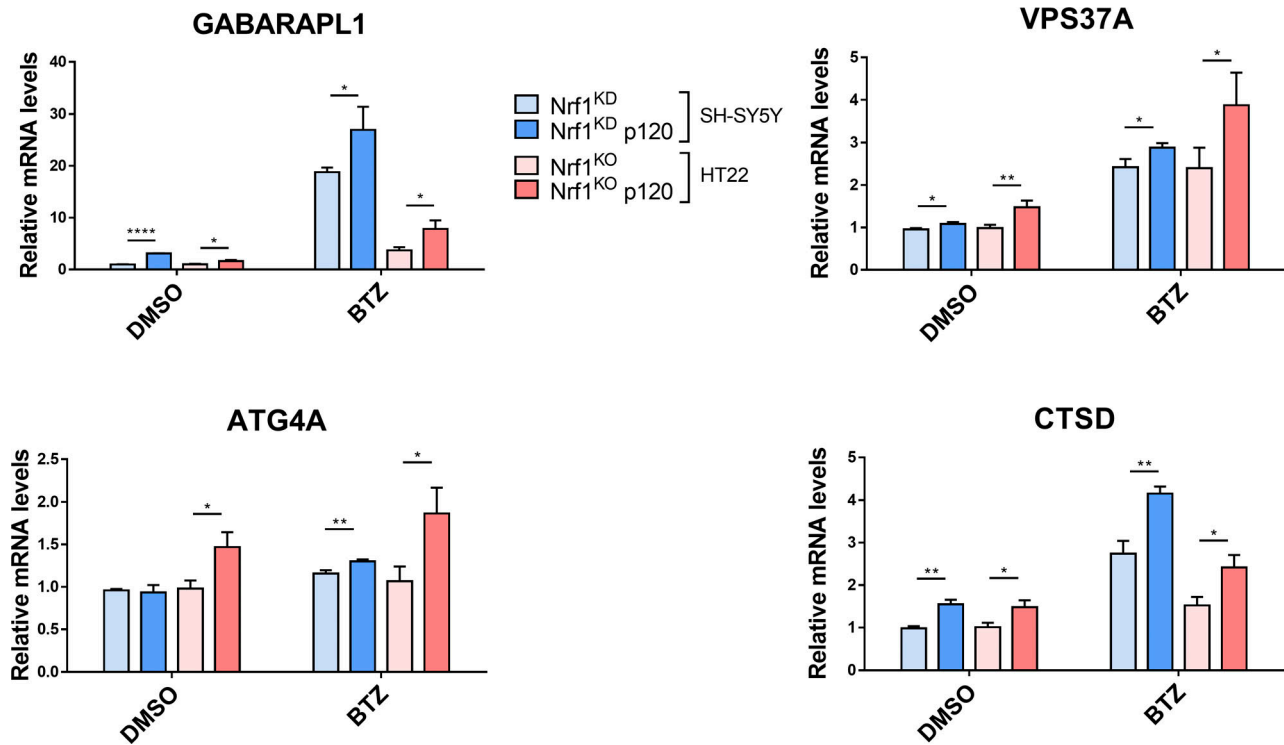 GABARAPL1
Relative mRNA levels
40
30
20
10
0
****
*
*
*
DMSO
BTZ
Nrf1KD
Nrf1KD p120
SH-SY5Y
Nrf1KO
Nrf1KO p120
HT22
VPS37A
Relative mRNA levels
5
4
3
2
1
0
*
**
*
*
DMSO
BTZ
ATG4A
Relative mRNA levels
2.5
2.0
1.5
1.0
0.5
0.0
*
**
*
DMSO
BTZ
CTSD
Relative mRNA levels
5
4
3
2
1
0
**
*
**
*
DMSO
BTZ